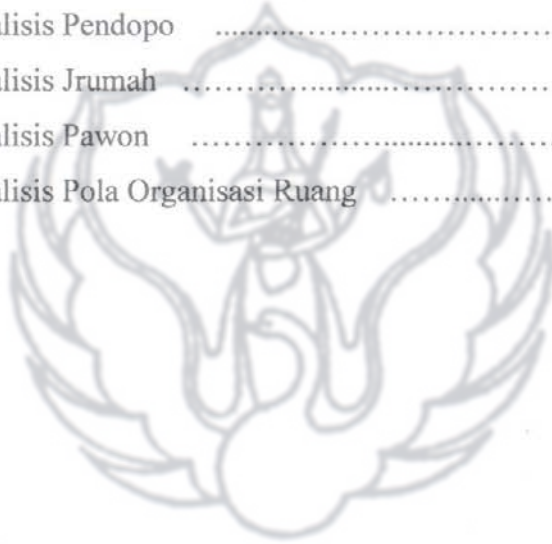 alisis Pendopo ..........................................
alisis Jrumah ..........................................
alisis Pawon ..........................................
alisis Pola Organisasi Ruang ....................